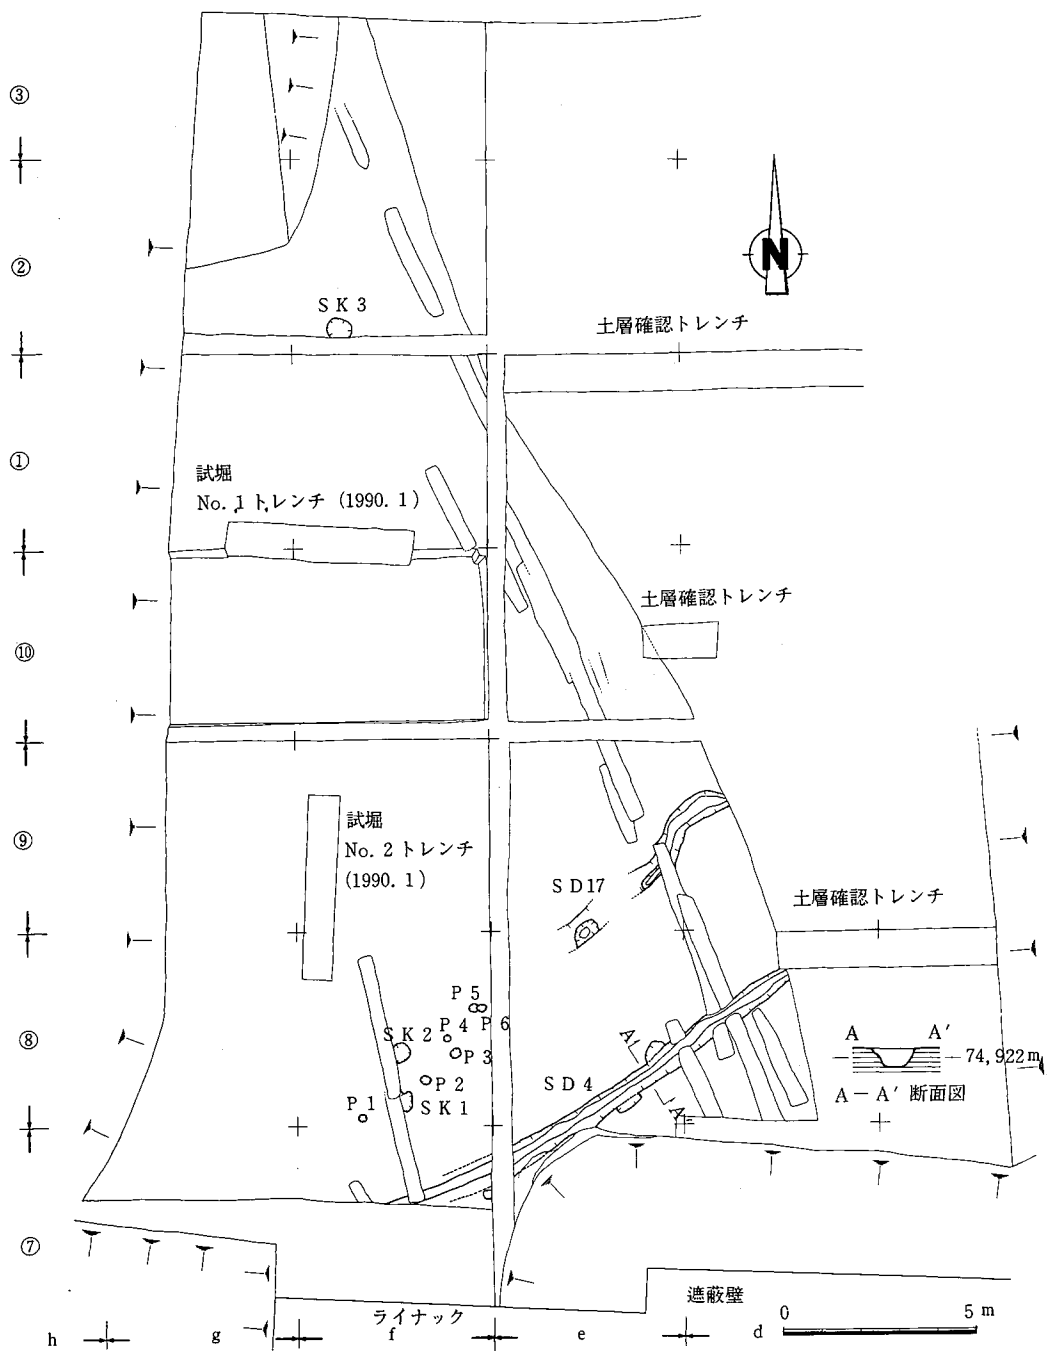 ③
N
②
SK3
土層確認トレンチ
①
試堀
No. 1 トレンチ (1990. 1)
土層確認トレンチ
⑩
試堀
No. 2 トレンチ
(1990. 1)
⑨
SD17
土層確認トレンチ
P5
P4 P6
SK2
P3
⑧
A A′
74,922m
A－A′ 断面図
P2
SD4
P1
SK1
A
A′
⑦
遮蔽壁
ライナック
0 5 m
h g f e d